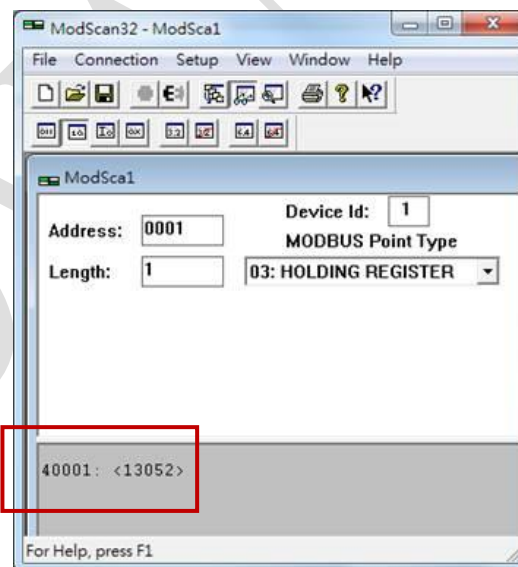 ModScan32 - ModSca1
File Connection Setup View Window Help
ModSca1
Address: 0001
Device Id: 1
MODBUS Point Type
Length: 1
03: HOLDING REGISTER
40001: <13052>
For Help, press F1